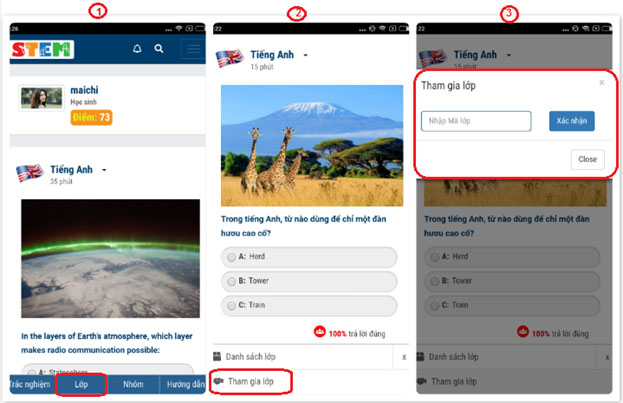 1
:26
STEM
maichi
Học sinh
Điểm: 73
Tiếng Anh
35 phút
In the layers of Earth's atmosphere, which layer
makes radio communication possible:
A: Stratosphere
Trắc nghiệm
Lớp
Nhóm
Hướng dẫn
2
:22
Tiếng Anh
15 phút
Trong tiếng Anh, từ nào dùng để chỉ một đàn
hươu cao cổ?
A: Herd
B: Tower
C: Train
100% trả lời đúng
Danh sách lớp
x
Tham gia lớp
3
:22
Tiếng Anh
15 phút
Tham gia lớp
x
Nhập Mã lớp
Xác nhận
Close
Trong tiếng Anh, từ nào dùng để chỉ một đàn
hươu cao cổ?
A: Herd
B: Tower
C: Train
100% trả lời đúng
Danh sách lớp
x
Tham gia lớp